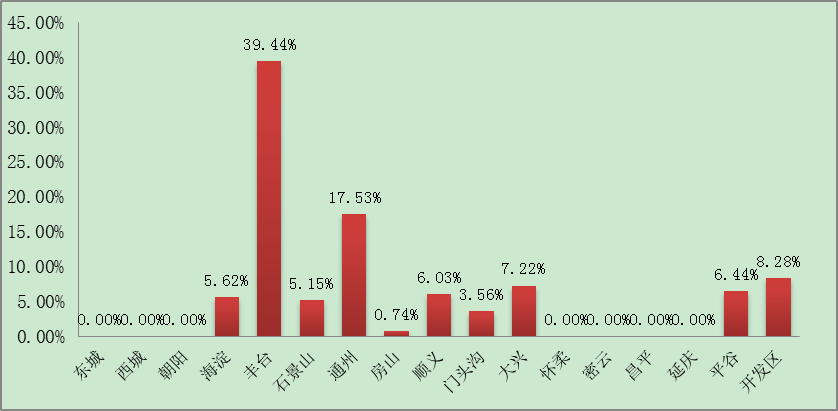 45.00%
40.00%
35.00%
30.00%
25.00%
20.00%
15.00%
10.00%
5.00%
0.00%
0.00%
0.00%
0.00%
5.62%
39.44%
5.15%
17.53%
0.74%
6.03%
3.56%
7.22%
0.00%
0.00%
0.00%
0.00%
6.44%
8.28%
东城
西城
朝阳
海淀
丰台
石景山
通州
房山
顺义
门头沟
大兴
怀柔
密云
昌平
延庆
平谷
开发区